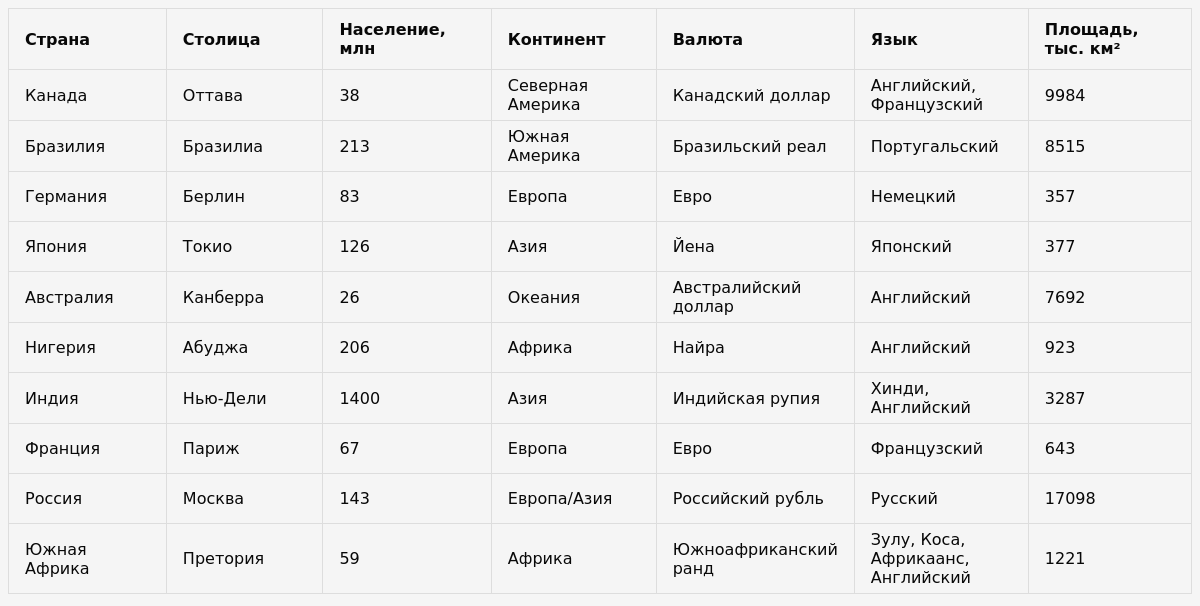 Страна Столица Население, млн Континент Валюта Язык Площадь, тыс. км²
Канада Оттава 38 Северная Америка Канадский доллар Английский, Французский 9984
Бразилия Бразилиа 213 Южная Америка Бразильский реал Португальский 8515
Германия Берлин 83 Европа Евро Немецкий 357
Япония Токио 126 Азия Йена Японский 377
Австралия Канберра 26 Океания Австралийский доллар Английский 7692
Нигерия Абуджа 206 Африка Найра Английский 923
Индия Нью-Дели 1400 Азия Индийская рупия Хинди, Английский 3287
Франция Париж 67 Европа Евро Французский 643
Россия Москва 143 Европа/Азия Российский рубль Русский 17098
Южная Африка Претория 59 Африка Южноафриканский ранд Зулу, Коса, Африкаанс, Английский 1221